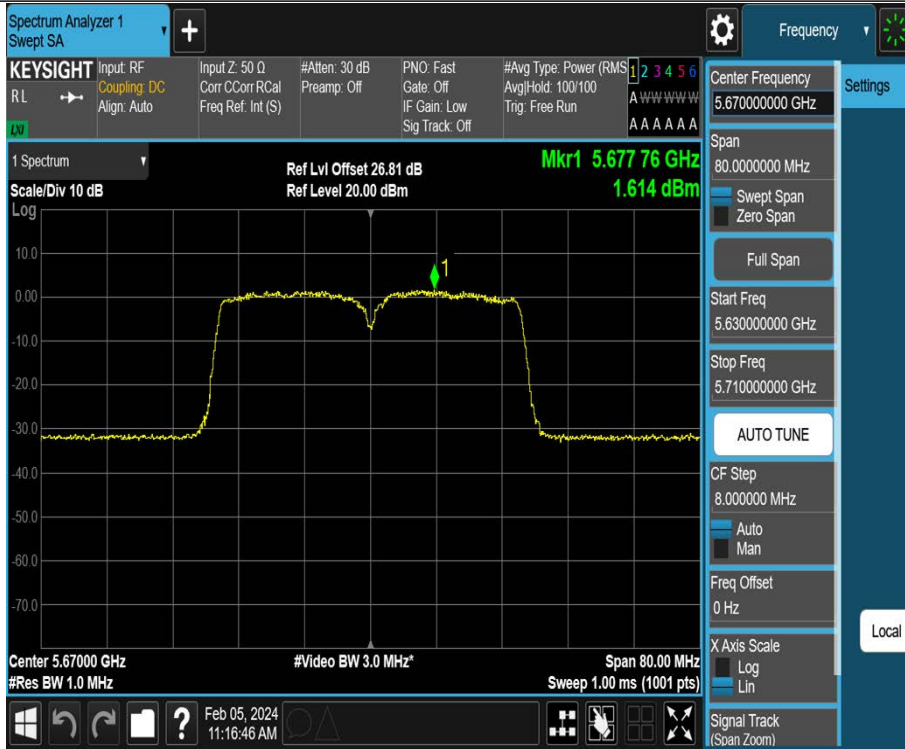 Spectrum Analyzer 1
Swept SA
+
Frequency
KEYSIGHT
RL
LXI
Input: RF
Coupling: DC
Align: Auto
Input Z: 50 Ω
Corr CCorr RCal
Freq Ref: Int (S)
#Atten: 30 dB
Preamp: Off
PNO: Fast
Gate: Off
IF Gain: Low
Sig Track: Off
#Avg Type: Power (RMS
Avg|Hold: 100/100
Trig: Free Run
1 2 3 4 5 6
A W W W W W
A A A A A A
1 Spectrum
Scale/Div 10 dB
Log
Ref Lvl Offset 26.81 dB
Ref Level 20.00 dBm
Mkr1 5.677 76 GHz
1.614 dBm
1
10.0
0.00
-10.0
-20.0
-30.0
-40.0
-50.0
-60.0
-70.0
Center 5.67000 GHz
#Res BW 1.0 MHz
#Video BW 3.0 MHz*
Span 80.00 MHz
Sweep 1.00 ms (1001 pts)
?
Feb 05, 2024
11:16:46 AM
Center Frequency
5.670000000 GHz
Span
80.0000000 MHz
Swept Span
Zero Span
Full Span
Start Freq
5.630000000 GHz
Stop Freq
5.710000000 GHz
AUTO TUNE
CF Step
8.000000 MHz
Auto
Man
Freq Offset
0 Hz
X Axis Scale
Log
Lin
Signal Track
(Span Zoom)
Settings
Local